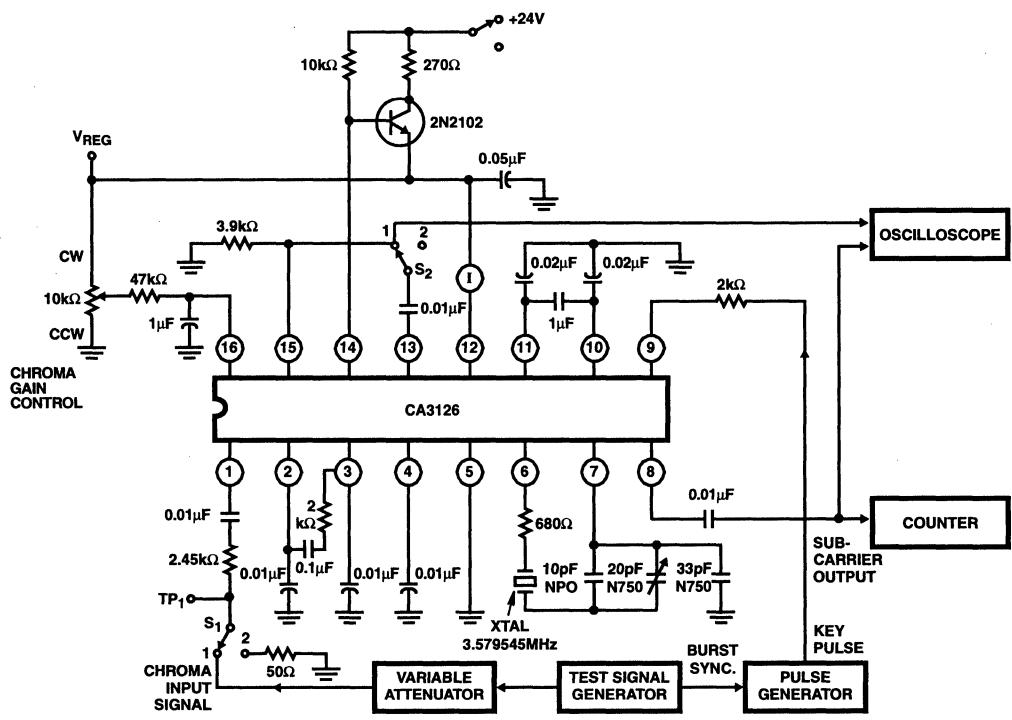 +24V
10kΩ
270Ω
2N2102
VREG
0.05μF
3.9kΩ
1
2
S2
OSCILLOSCOPE
CW
47kΩ
10kΩ
CCW
1μF
0.01μF
I
0.02μF
0.02μF
1μF
2kΩ
16
15
14
13
12
11
10
9
CHROMA
GAIN
CONTROL
CA3126
1
2
3
4
5
6
7
8
0.01μF
2
kΩ
0.1μF
680Ω
0.01μF
COUNTER
2.45kΩ
0.01μF
0.01μF
0.01μF
10pF
NPO
20pF
N750
33pF
N750
SUB-
CARRIER
OUTPUT
TP1
S1
1
2
50Ω
XTAL
3.579545MHz
CHROMA
INPUT
SIGNAL
VARIABLE
ATTENUATOR
TEST SIGNAL
GENERATOR
BURST
SYNC.
KEY
PULSE
PULSE
GENERATOR